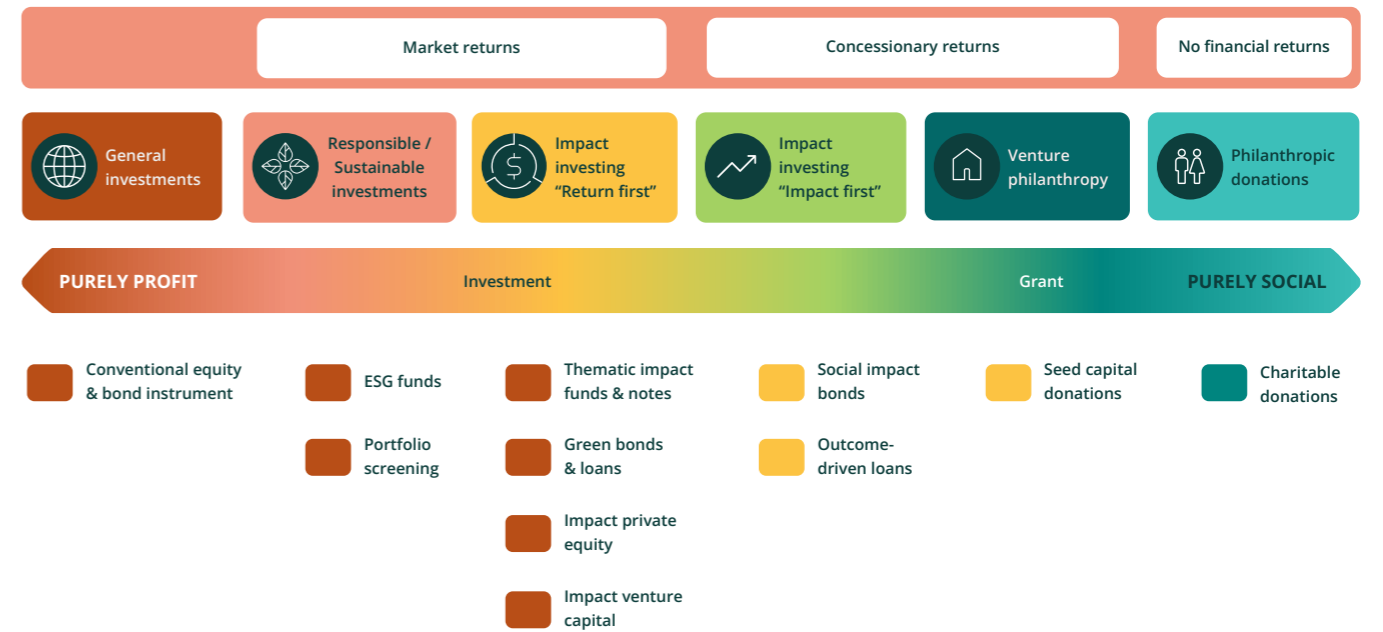 Market returns
Concessionary returns
No financial returns
General
investments
Responsible /
Sustainable
investments
Impact
investing
“Return first”
Impact
investing
“Impact first”
Venture
philanthropy
Philanthropic
donations
PURELY PROFIT
Investment
Grant
PURELY SOCIAL
Conventional equity
& bond instrument
ESG funds
Portfolio
screening
Thematic impact
funds & notes
Green bonds
& loans
Impact private
equity
Impact venture
capital
Social impact
bonds
Outcome-
driven loans
Seed capital
donations
Charitable
donations